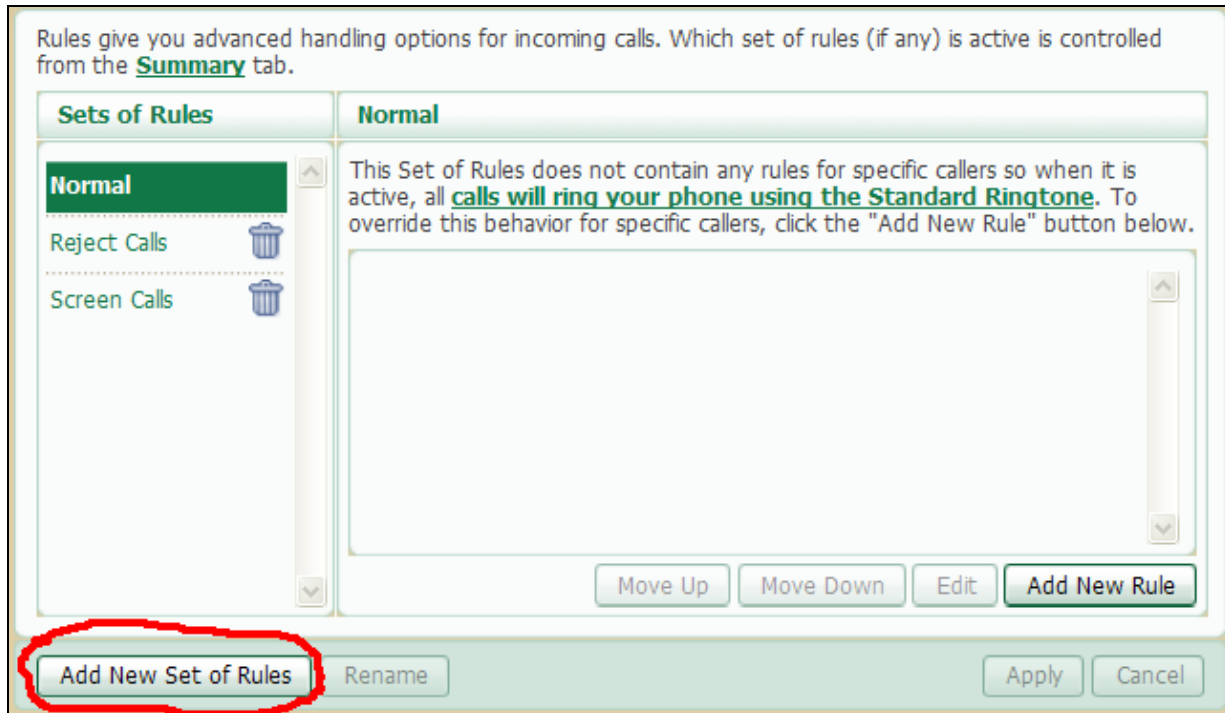 Rules give you advanced handling options for incoming calls. Which set of rules (if any) is active is controlled
from the Summary tab.
Sets of Rules
Normal
Reject Calls
Screen Calls
Normal
This Set of Rules does not contain any rules for specific callers so when it is
active, all calls will ring your phone using the Standard Ringtone. To
override this behavior for specific callers, click the "Add New Rule" button below.
Move Up Move Down Edit Add New Rule
Add New Set of Rules Rename Apply Cancel